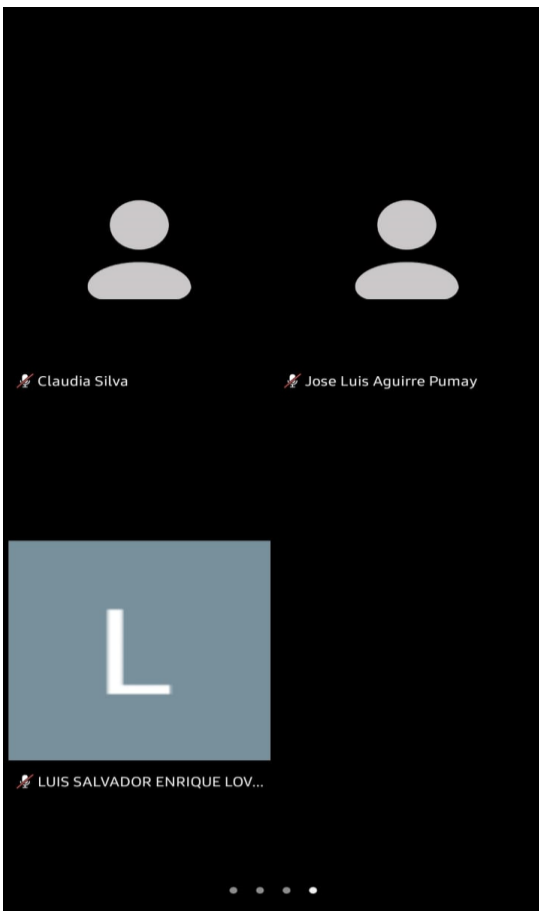 Claudia Silva
Jose Luis Aguirre Pumay
L
LUIS SALVADOR ENRIQUE LOV...